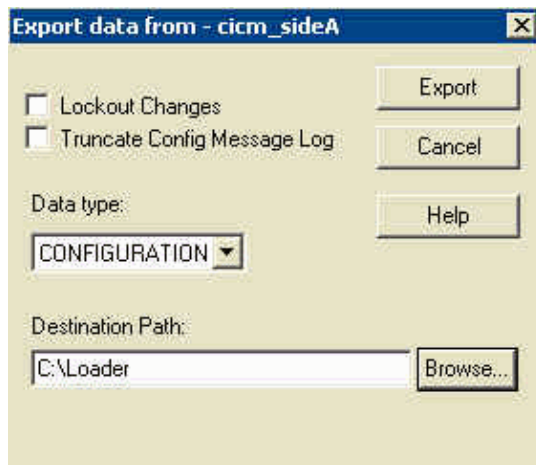 Export data from - cicm_sideA
Lockout Changes
Truncate Config Message Log
Export
Cancel
Help
Data type:
CONFIGURATION
Destination Path:
C:\Loader
Browse...